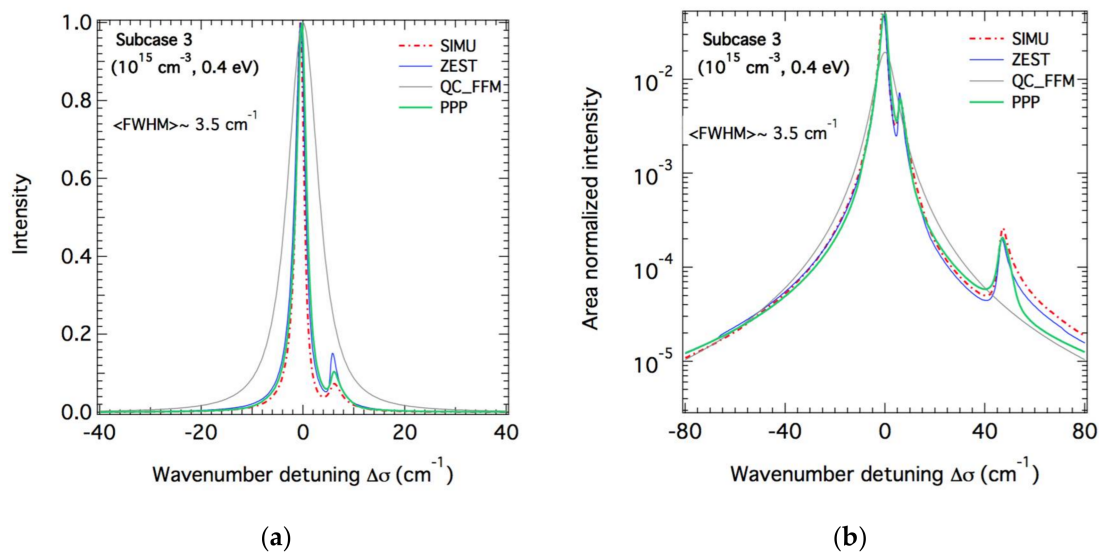 Subcase 3
(10¹⁵ cm⁻³, 0.4 eV)
<FWHM>~ 3.5 cm⁻¹
SIMU
ZEST
QC_FFM
PPP
1.0
0.8
0.6
0.4
0.2
0.0
Intensity
-40
-20
0
20
40
Wavenumber detuning Δσ (cm⁻¹)
(a)
Subcase 3
(10¹⁵ cm⁻³, 0.4 eV)
<FWHM>~ 3.5 cm⁻¹
SIMU
ZEST
QC_FFM
PPP
10⁻²
10⁻³
10⁻⁴
10⁻⁵
Area normalized intensity
-80
-40
0
40
80
Wavenumber detuning Δσ (cm⁻¹)
(b)